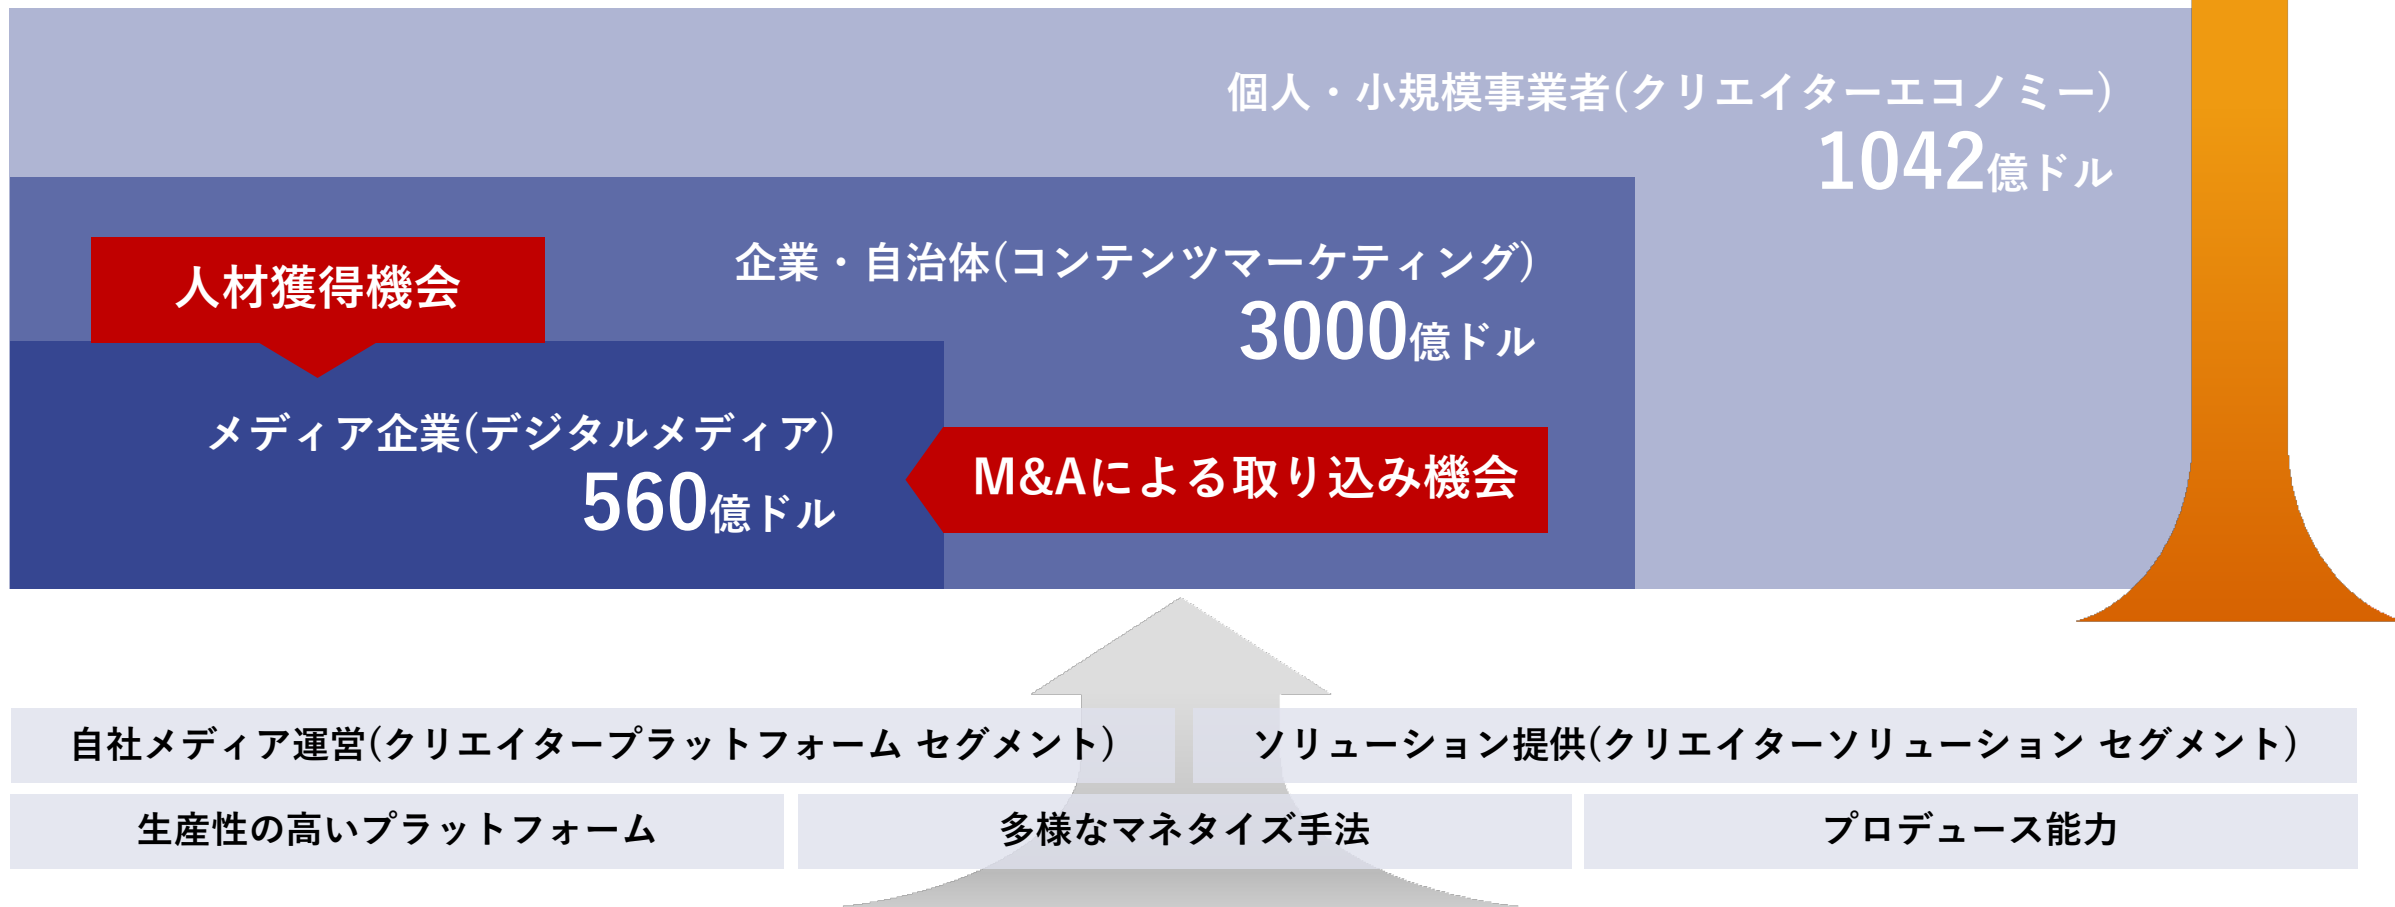 個人・小規模事業者(クリエイターエコノミー)
1042億ドル
企業・自治体(コンテンツマーケティング)
3000億ドル
人材獲得機会
メディア企業(デジタルメディア)
560億ドル
M&Aによる取り込み機会
自社メディア運営(クリエイタープラットフォーム セグメント)
ソリューション提供(クリエイターソリューション セグメント)
生産性の高いプラットフォーム
多様なマネタイズ手法
プロデュース能力